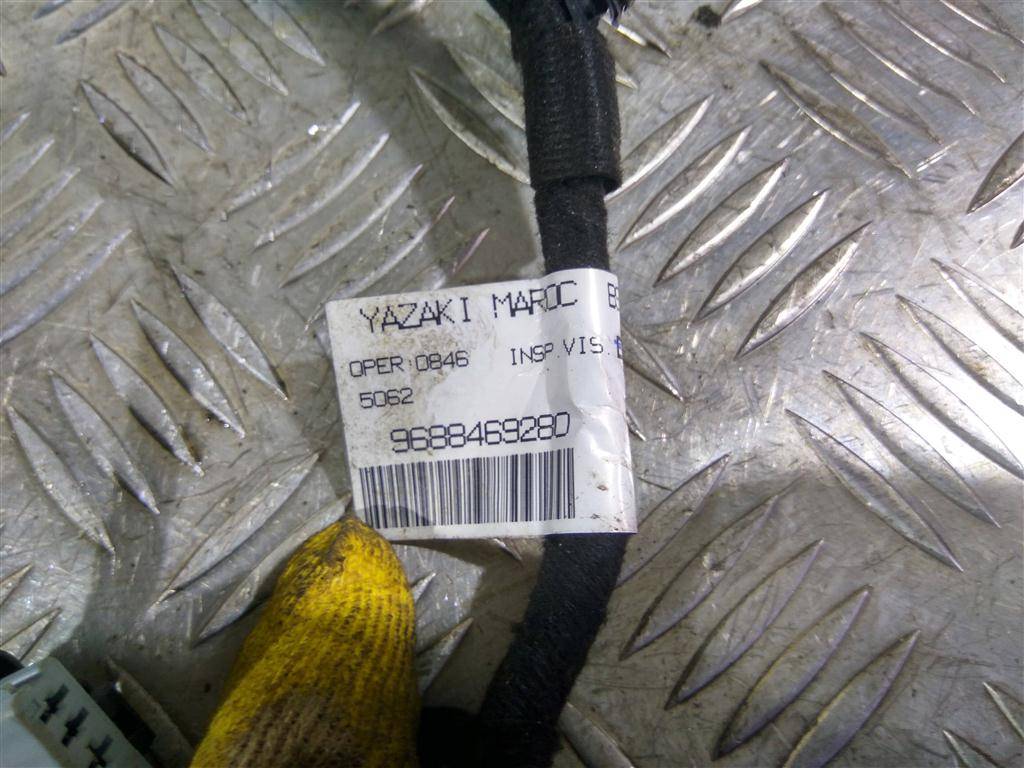 YAZAKI MAROC
OPER 0846 INSP.VIS.
5062
9688469280